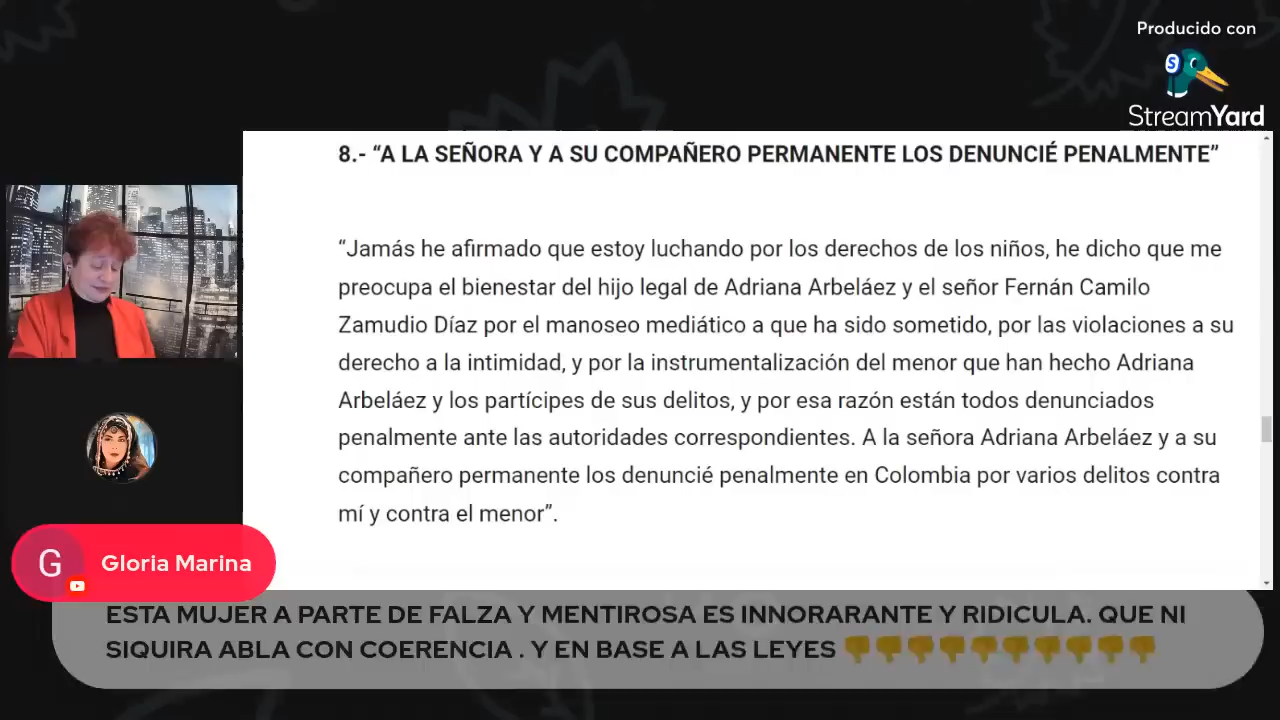 Producido con
S
StreamYard
8.- “A LA SEÑORA Y A SU COMPAÑERO PERMANENTE LOS DENUNCIÉ PENALMENTE”
“Jamás he afirmado que estoy luchando por los derechos de los niños, he dicho que me
preocupa el bienestar del hijo legal de Adriana Arbeláez y el señor Fernán Camilo
Zamudio Díaz por el manoseo mediático a que ha sido sometido, por las violaciones a su
derecho a la intimidad, y por la instrumentalización del menor que han hecho Adriana
Arbeláez y los partícipes de sus delitos, y por esa razón están todos denunciados
penalmente ante las autoridades correspondientes. A la señora Adriana Arbeláez y a su
compañero permanente los denuncié penalmente en Colombia por varios delitos contra
mí y contra el menor”.
G
Gloria Marina
ESTA MUJER A PARTE DE FALZA Y MENTIROSA ES INNORARANTE Y RIDICULA. QUE NI
SIQUIRA ABLA CON COERENCIA . Y EN BASE A LAS LEYES 👎👎👎👎👎👎👎👎👎👎